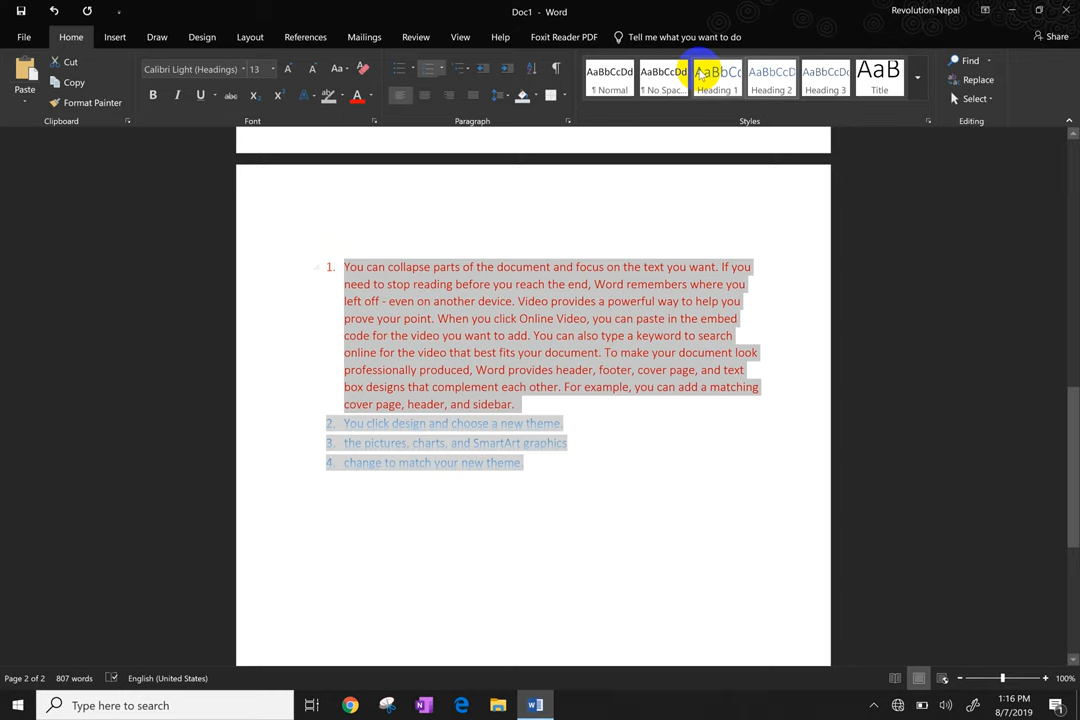 Doc1 - Word
Revolution Nepal
File Home Insert Draw Design Layout References Mailings Review View Help Foxit Reader PDF Tell me what you want to do Share
Paste
Cut
Copy
Format Painter
Clipboard
Calibri Light (Headings) 13
Aa
B I U abc X₂ X² A
Font
Paragraph
AaBbCcDd
¶ Normal
AaBbCcDd
¶ No Spac...
AaBbCc
Heading 1
AaBbCcD
Heading 2
AaBbCcDc
Heading 3
AaB
Title
Styles
Find
Replace
Select
Editing
1. You can collapse parts of the document and focus on the text you want. If you
need to stop reading before you reach the end, Word remembers where you
left off - even on another device. Video provides a powerful way to help you
prove your point. When you click Online Video, you can paste in the embed
code for the video you want to add. You can also type a keyword to search
online for the video that best fits your document. To make your document look
professionally produced, Word provides header, footer, cover page, and text
box designs that complement each other. For example, you can add a matching
cover page, header, and sidebar.
2. You click design and choose a new theme.
3. the pictures, charts, and SmartArt graphics
4. change to match your new theme.
Page 2 of 2 807 words English (United States) 100%
Type here to search
1:16 PM
8/7/2019